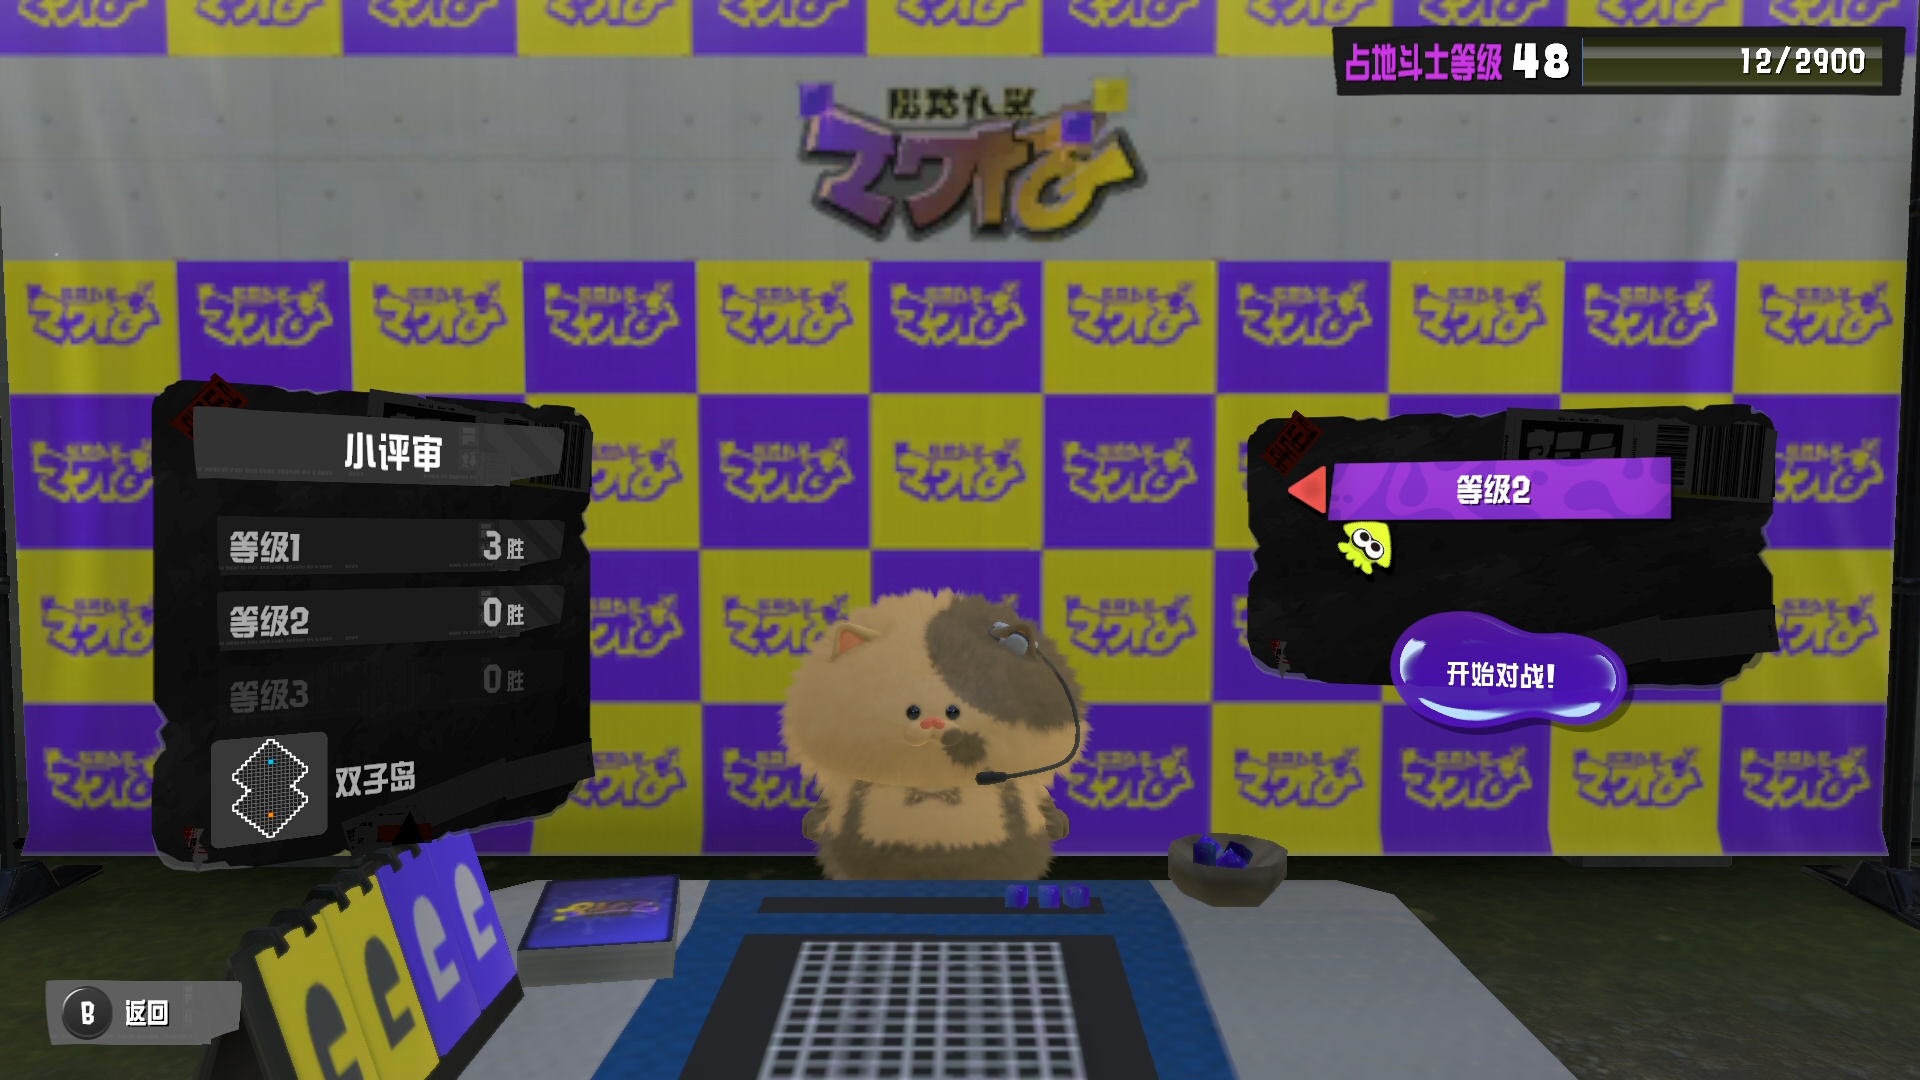 占地斗士等级 48 12/2900
小评审
等级1 3胜
等级2 0胜
等级3 0胜
双子岛
等级2
开始对战!
B 返回